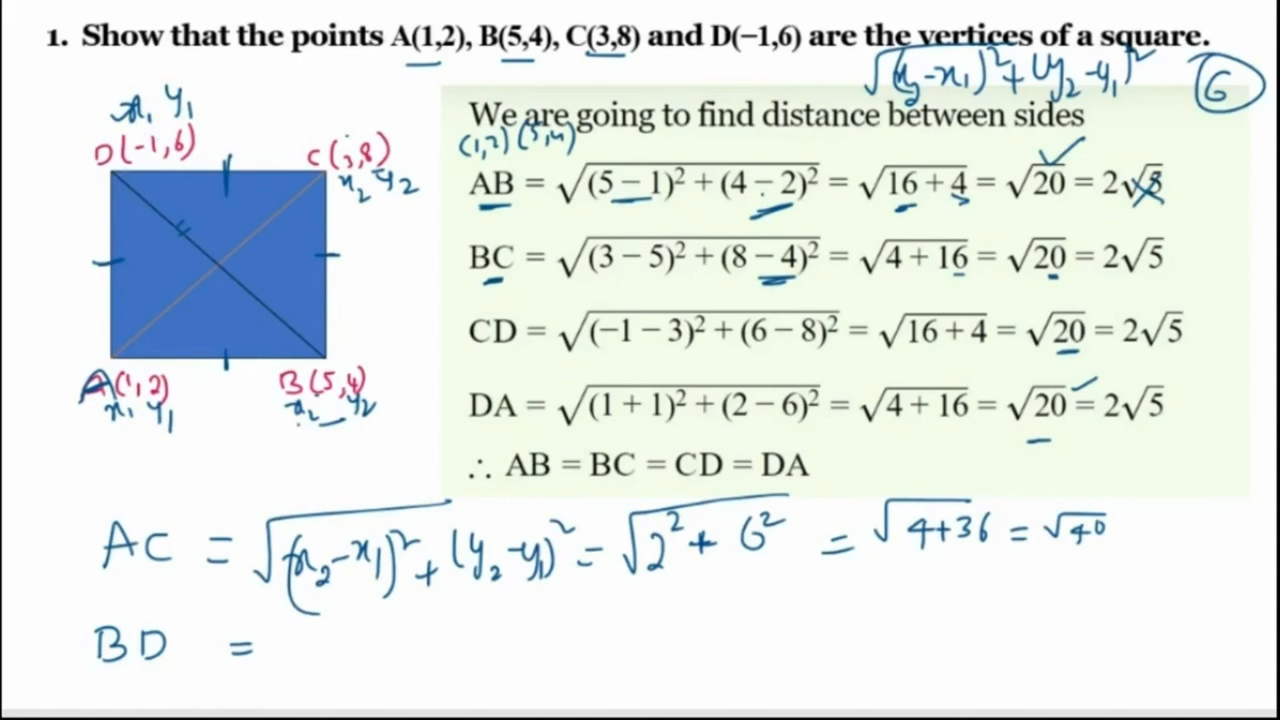 1. Show that the points A(1,2), B(5,4), C(3,8) and D(−1,6) are the vertices of a square.
√(x₂−x₁)²+(y₂−y₁)²
6
x₁ y₁
D(-1,6)
C(3,8)
x₂ y₂
A(1,2)
x₁ y₁
B(5,4)
x₂ y₂
We are going to find distance between sides
(1,2) (5,4)
AB = √(5 − 1)² + (4 − 2)² = √16 + 4 = √20 = 2√5
BC = √(3 − 5)² + (8 − 4)² = √4 + 16 = √20 = 2√5
CD = √(−1 − 3)² + (6 − 8)² = √16 + 4 = √20 = 2√5
DA = √(1 + 1)² + (2 − 6)² = √4 + 16 = √20 = 2√5
∴ AB = BC = CD = DA
AC = √(x₂−x₁)²+(y₂−y₁)² = √2²+6² = √4+36 = √40
BD =